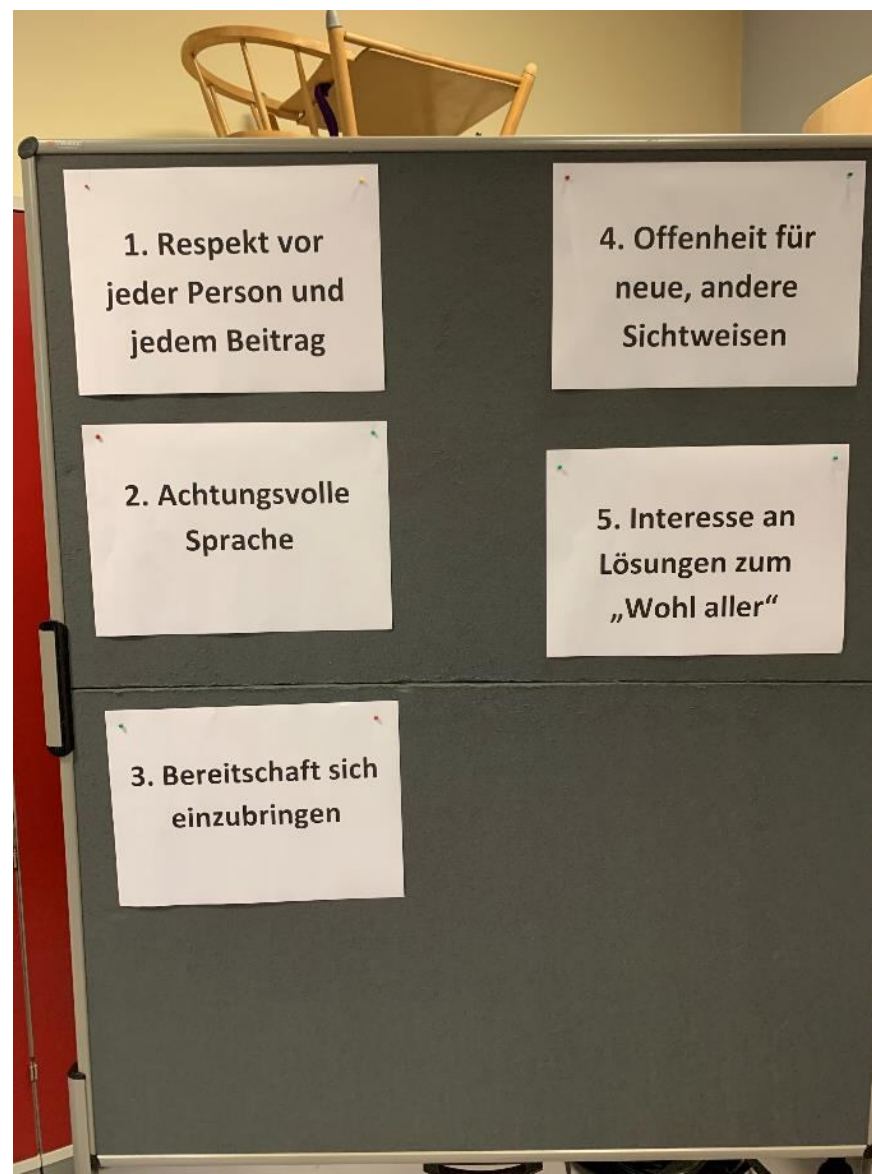 1. Respekt vor
jeder Person und
jedem Beitrag
2. Achtungsvolle
Sprache
3. Bereitschaft sich
einzubringen
4. Offenheit für
neue, andere
Sichtweisen
5. Interesse an
Lösungen zum
„Wohl aller“